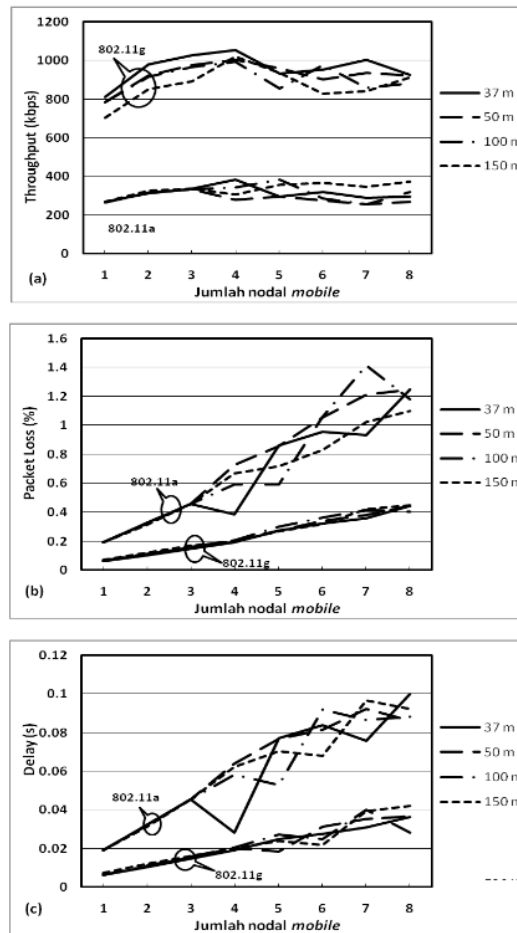 1200
1000
800
600
400
200
0
Throughput (kbps)
802.11g
802.11a
1 2 3 4 5 6 7 8
Jumlah nodal mobile
(a)
37 m
50 m
100 m
150 m
1.6
1.4
1.2
1
0.8
0.6
0.4
0.2
0
Packet Loss (%)
802.11a
802.11g
1 2 3 4 5 6 7 8
Jumlah nodal mobile
(b)
37 m
50 m
100 m
150 m
0.12
0.1
0.08
0.06
0.04
0.02
0
Delay (s)
802.11a
802.11g
1 2 3 4 5 6 7 8
Jumlah nodal mobile
(c)
37 m
50 m
100 m
150 m